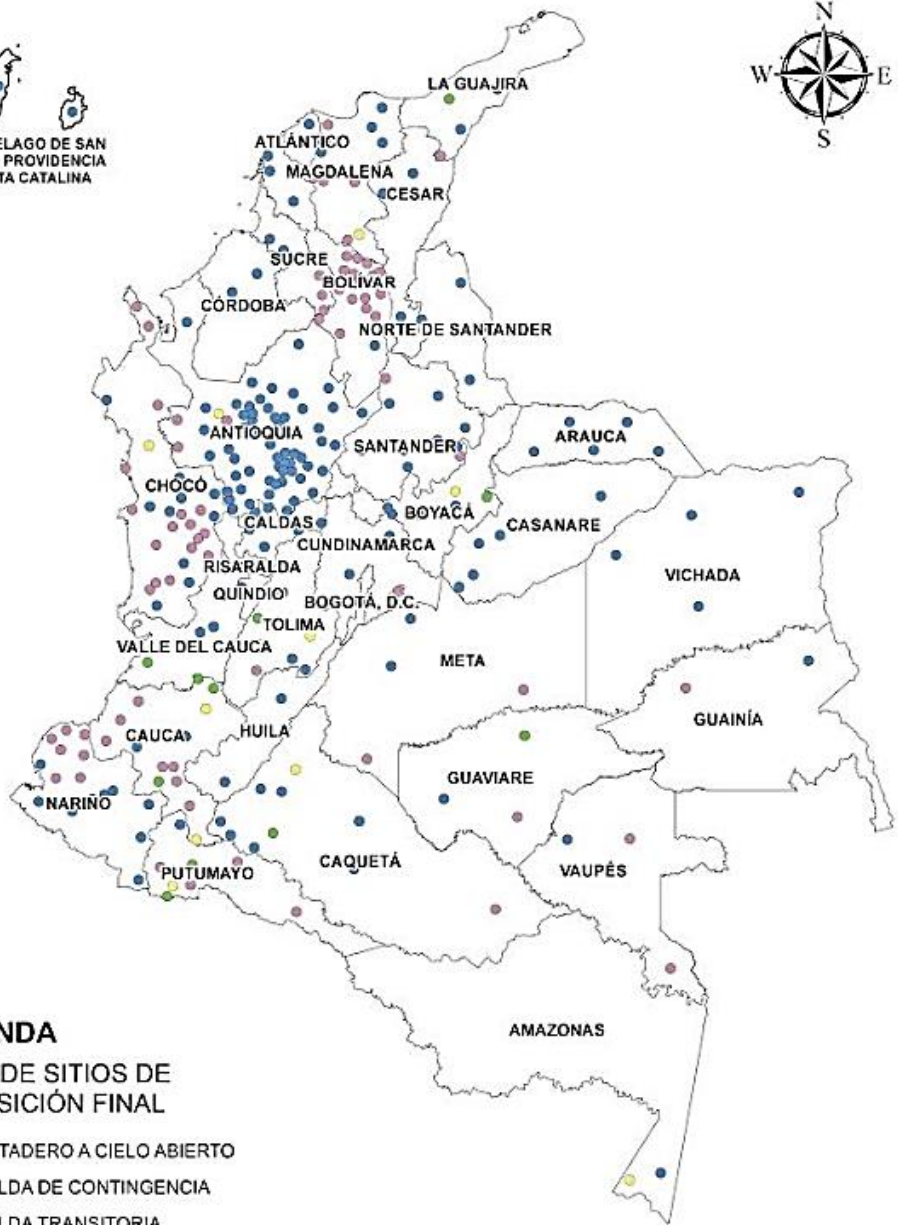 N
W E
S
LA GUAJIRA
ATLÁNTICO
ELAGO DE SAN
PROVIDENCIA
TA CATALINA
MAGDALENA
CESAR
SUCRE
BOLÍVAR
CÓRDOBA
NORTE DE SANTANDER
ANTIOQUIA
SANTANDER
ARAUCA
CHOCÓ
BOYACÁ
CALDAS
CASANARE
CUNDINAMARCA
RISARALDA
VICHADA
QUINDÍO
BOGOTÁ, D.C.
TOLIMA
VALLE DEL CAUCA
META
GUAINÍA
CAUCA
HUILA
GUAVIARE
NARIÑO
CAQUETÁ
VAUPÉS
PUTUMAYO
AMAZONAS
NDA
DE SITIOS DE
SICIÓN FINAL
TADERO A CIELO ABIERTO
LDA DE CONTINGENCIA
LDA TRANSITORIA